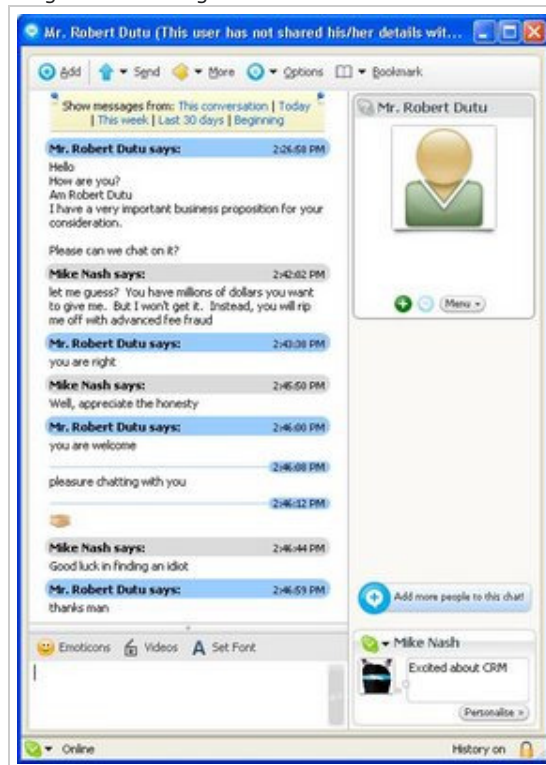 Mr. Robert Dutu (This user has not shared his/her details wit...
Add Send More Options Bookmark
Show messages from: This conversation | Today
| This week | Last 30 days | Beginning
Mr. Robert Dutu says: 2:26:58 PM
Hello
How are you?
Am Robert Dutu
I have a very important business proposition for your
consideration.
Please can we chat on it?
Mike Nash says: 2:42:02 PM
let me guess? You have millions of dollars you want
to give me. But I won't get it. Instead, you will rip
me off with advanced fee fraud
Mr. Robert Dutu says: 2:43:38 PM
you are right
Mike Nash says: 2:45:50 PM
Well, appreciate the honesty
Mr. Robert Dutu says: 2:46:00 PM
you are welcome
2:46:08 PM
pleasure chatting with you
2:46:12 PM
Mike Nash says: 2:46:44 PM
Good luck in finding an idiot
Mr. Robert Dutu says: 2:46:59 PM
thanks man
Emoticons Videos A Set Font
Mr. Robert Dutu
Menu
Add more people to this chat!
Mike Nash
Excited about CRM
Personalise »
Online
History on